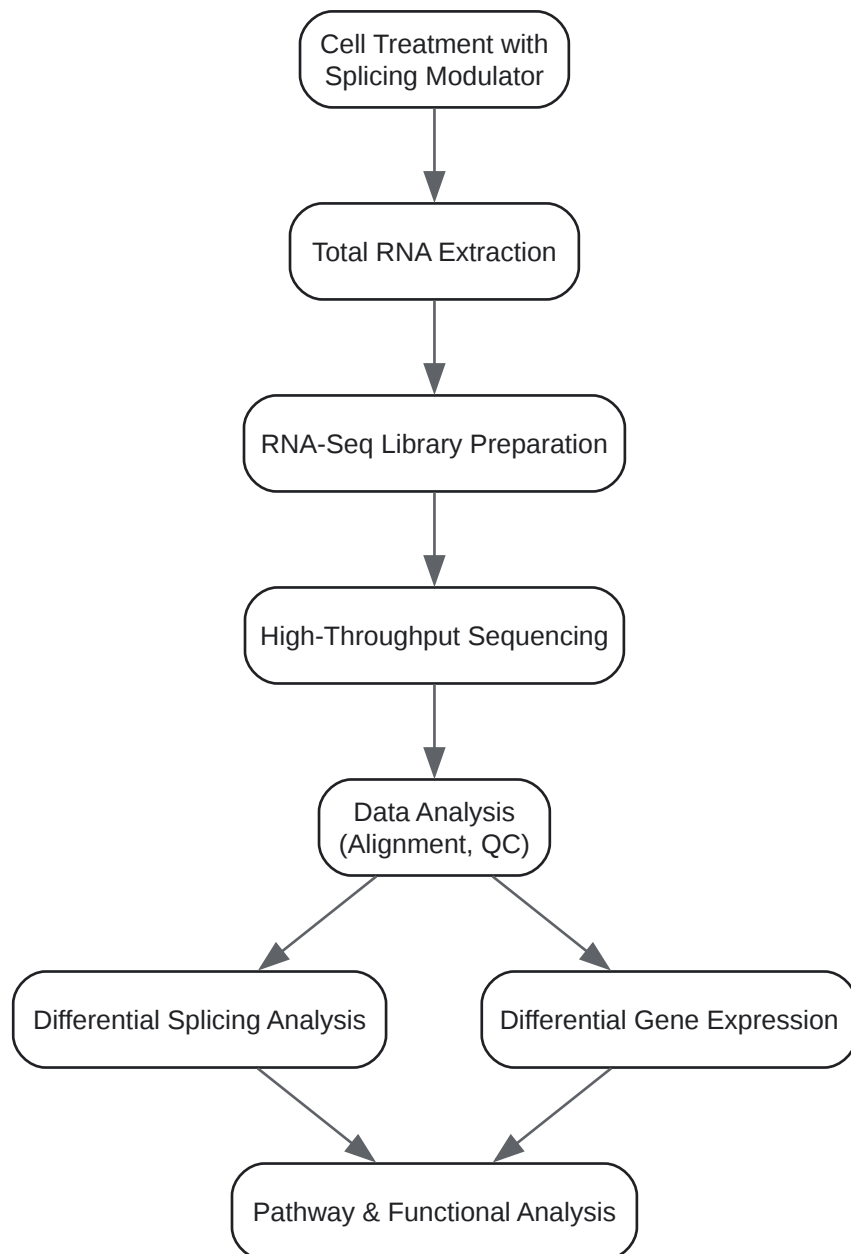 Cell Treatment with
Splicing Modulator
Total RNA Extraction
RNA-Seq Library Preparation
High-Throughput Sequencing
Data Analysis
(Alignment, QC)
Differential Splicing Analysis
Differential Gene Expression
Pathway & Functional Analysis